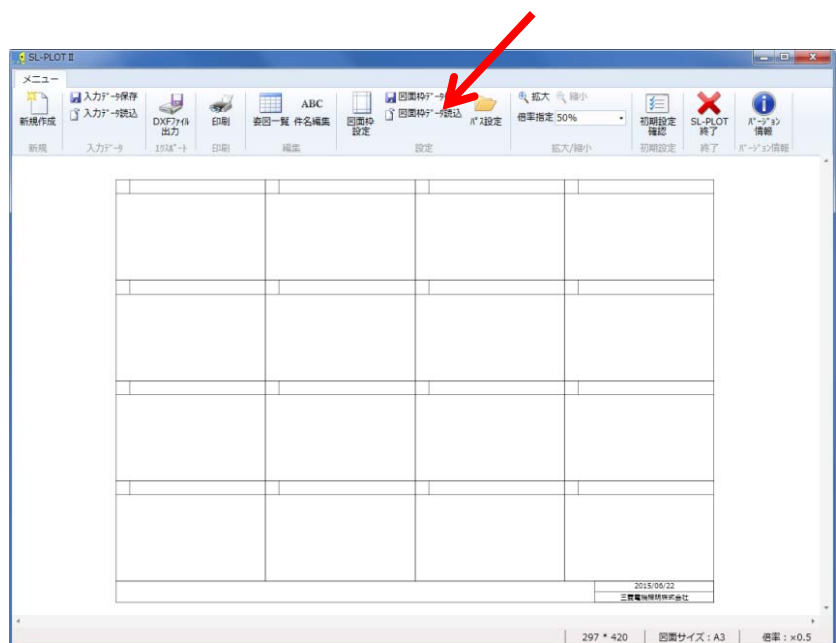 SL-PLOT II
メニュー
新規作成
入力データ保存
入力データ読込
DXFファイル
出力
印刷
姿図一覧
ABC
件名編集
図面枠
設定
図面枠データ
図面枠データ読込
パス設定
拡大
縮小
倍率指定 50%
初期設定
確認
SL-PLOT
終了
バージョン
情報
新規
入力データ
エクスポート
印刷
編集
設定
拡大/縮小
初期設定
終了
バージョン情報
2015/06/22
三菱電機照明株式会社
297 * 420
図面サイズ : A3
倍率 : ×0.5